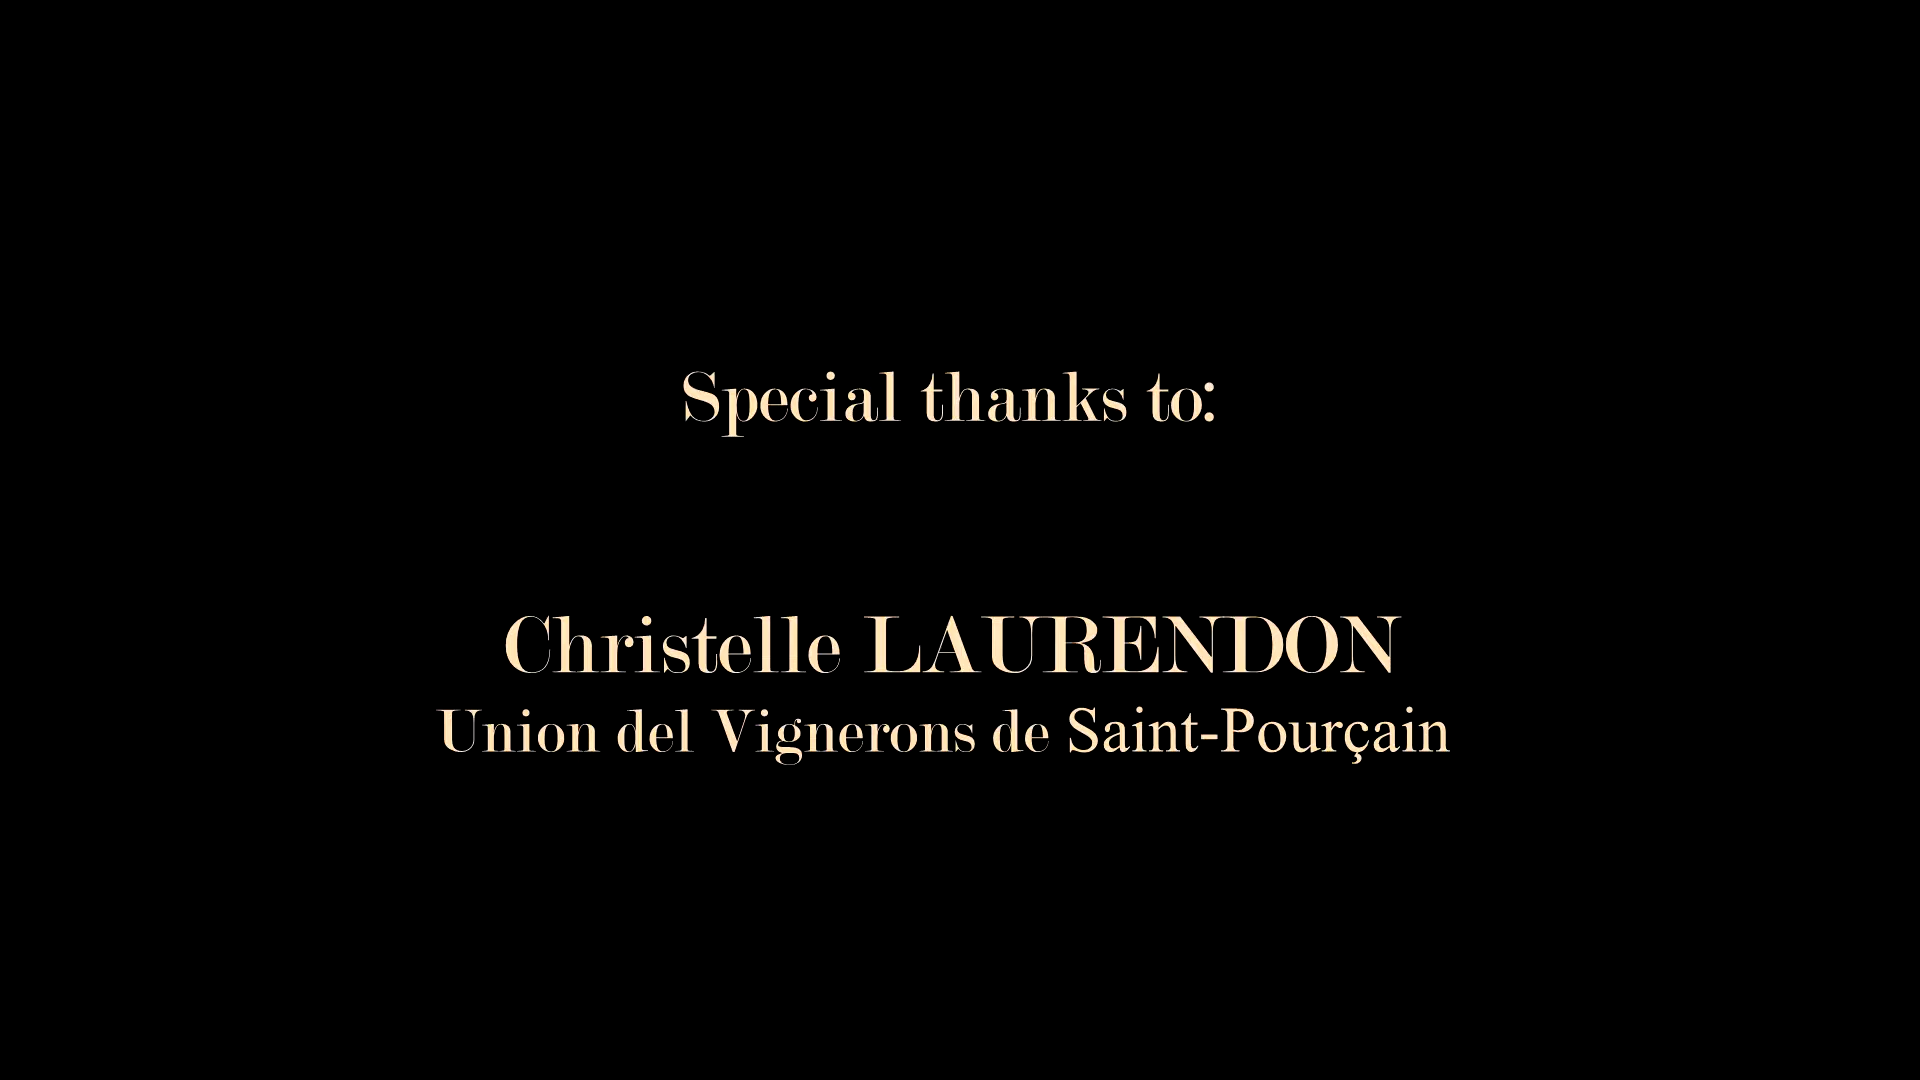 Special thanks to:
Christelle LAURENDON
Union del Vignerons de Saint-Pourçain